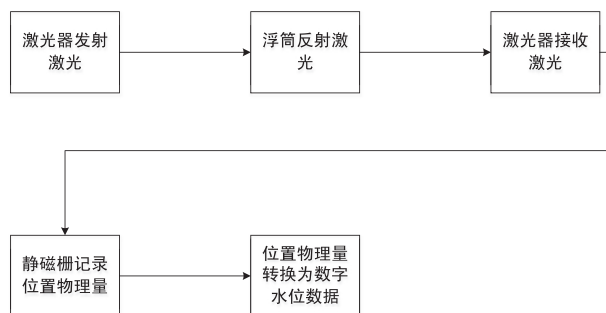 激光器发射
激光
浮筒反射激
光
激光器接收
激光
静磁栅记录
位置物理量
位置物理量
转换为数字
水位数据